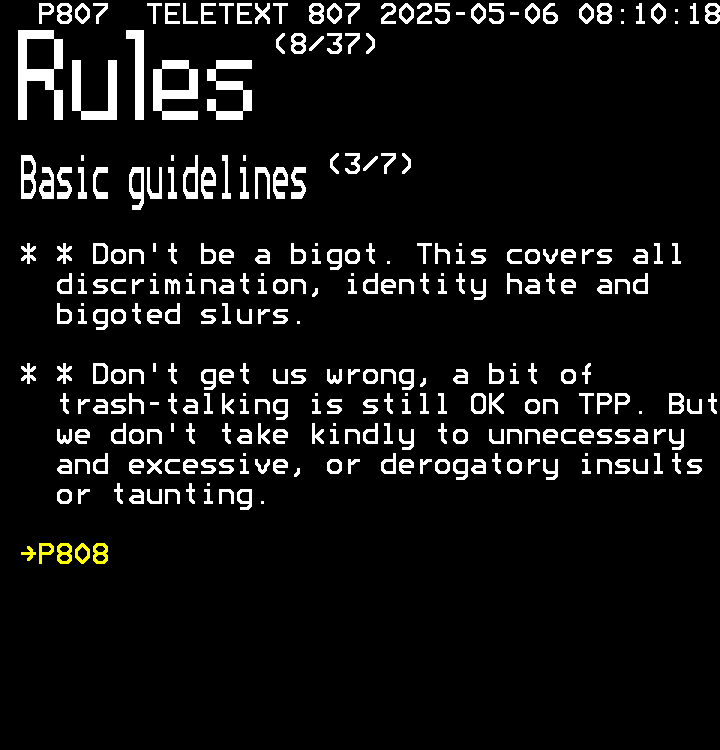 P807 TELETEXT 807 2025-05-06 08:10:18
Rules (8/37)
Basic guidelines (3/7)
* * Don't be a bigot. This covers all
discrimination, identity hate and
bigoted slurs.
* * Don't get us wrong, a bit of
trash-talking is still OK on TPP. But
we don't take kindly to unnecessary
and excessive, or derogatory insults
or taunting.
→P808